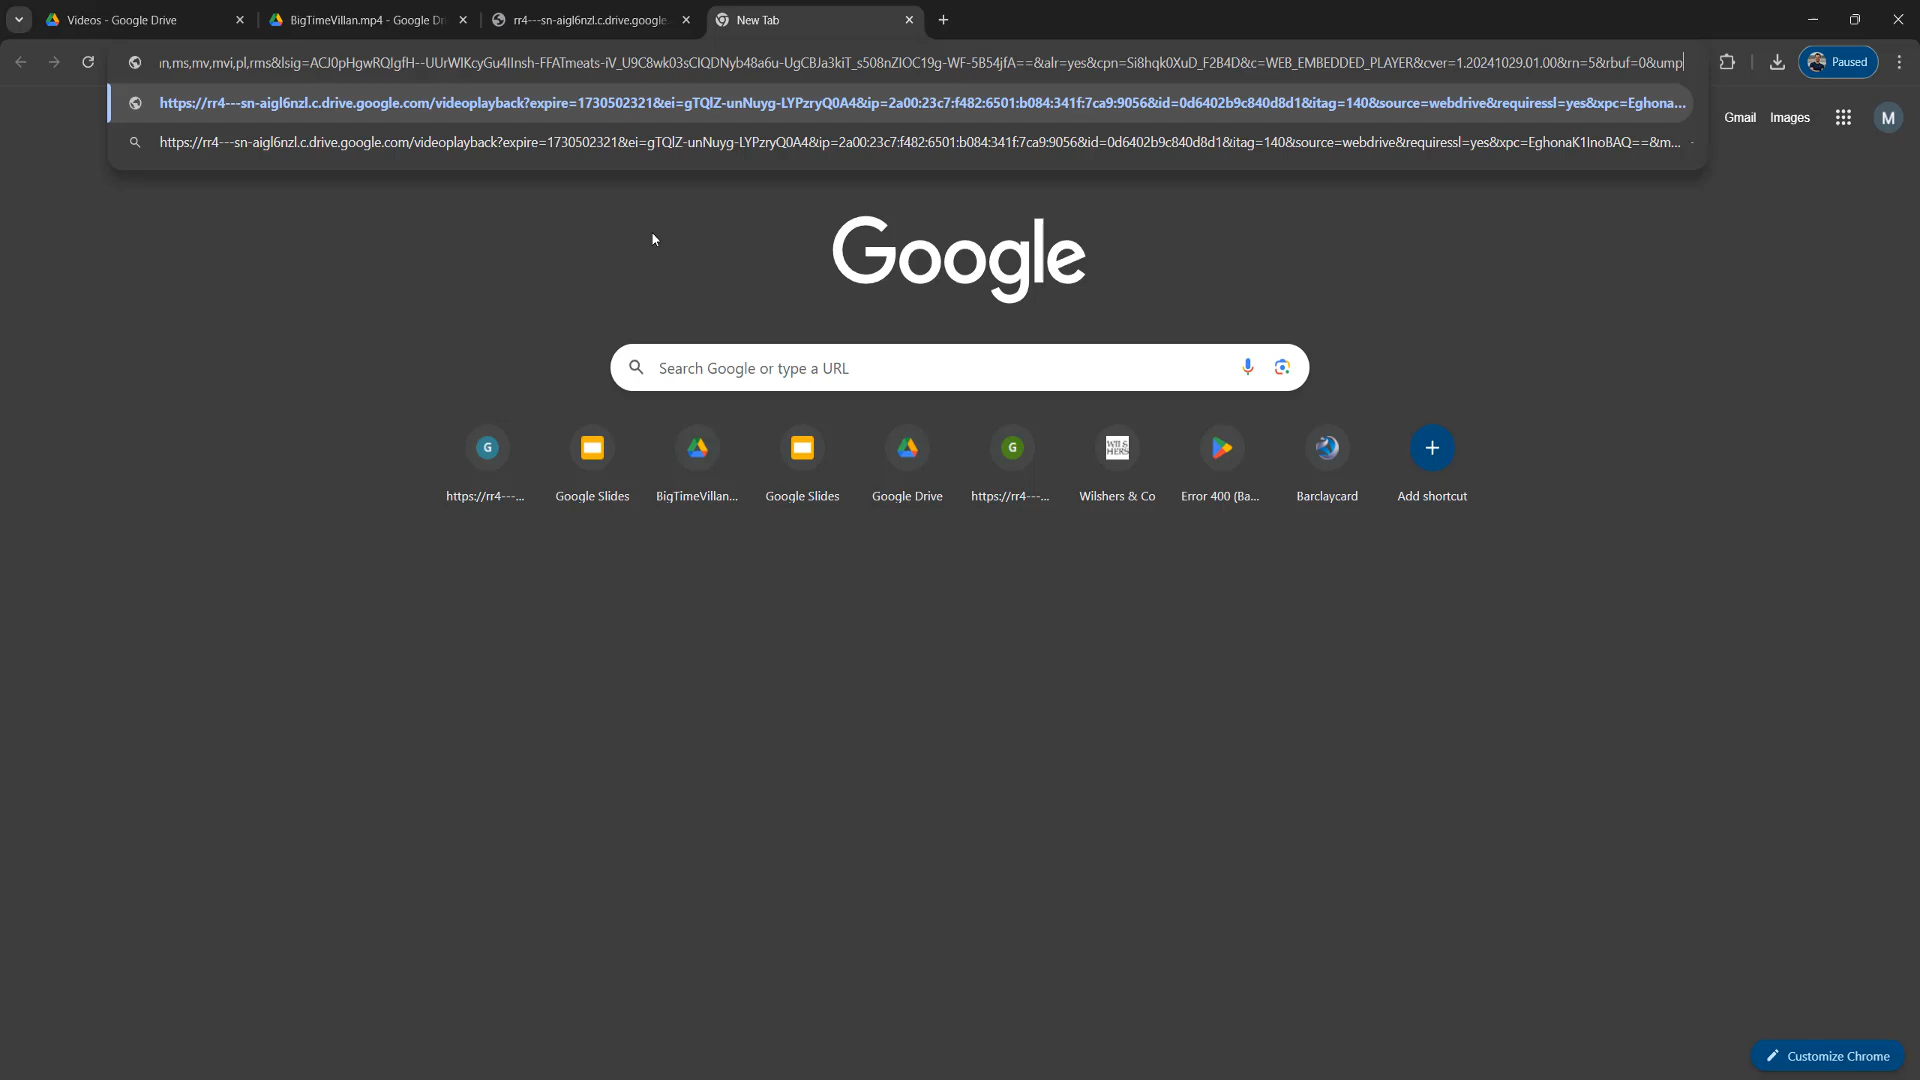 Videos - Google Drive
BigTimeVillan.mp4 - Google Dri
rr4---sn-aigl6nzl.c.drive.google.
New Tab
ın,ms,mv,mvi,pl,rms&lsig=ACJ0pHgwRQIgfH--UUrWlKcyGu4lInsh-FFATmeats-iV_U9C8wk03sCIQDNyb48a6u-UgCBJa3kiT_s508nZIOC19g-WF-5B54jfA==&alr=yes&cpn=Si8hqk0XuD_F2B4D&c=WEB_EMBEDDED_PLAYER&cver=1.20241029.01.00&rn=5&rbuf=0&ump
Paused
https://rr4---sn-aigl6nzl.c.drive.google.com/videoplayback?expire=1730502321&ei=gTQlZ-unNuyg-LYPzryQ0A4&ip=2a00:23c7:f482:6501:b084:341f:7ca9:9056&id=0d6402b9c840d8d1&itag=140&source=webdrive&requiressl=yes&xpc=Eghona...
https://rr4---sn-aigl6nzl.c.drive.google.com/videoplayback?expire=1730502321&ei=gTQlZ-unNuyg-LYPzryQ0A4&ip=2a00:23c7:f482:6501:b084:341f:7ca9:9056&id=0d6402b9c840d8d1&itag=140&source=webdrive&requiressl=yes&xpc=EghonaK1InoBAQ==&m...
Gmail Images
M
Google
Search Google or type a URL
G
G
WILSHERS
https://rr4---...
Google Slides
BigTimeVillan...
Google Slides
Google Drive
https://rr4---...
Wilshers & Co
Error 400 (Ba...
Barclaycard
Add shortcut
Customize Chrome